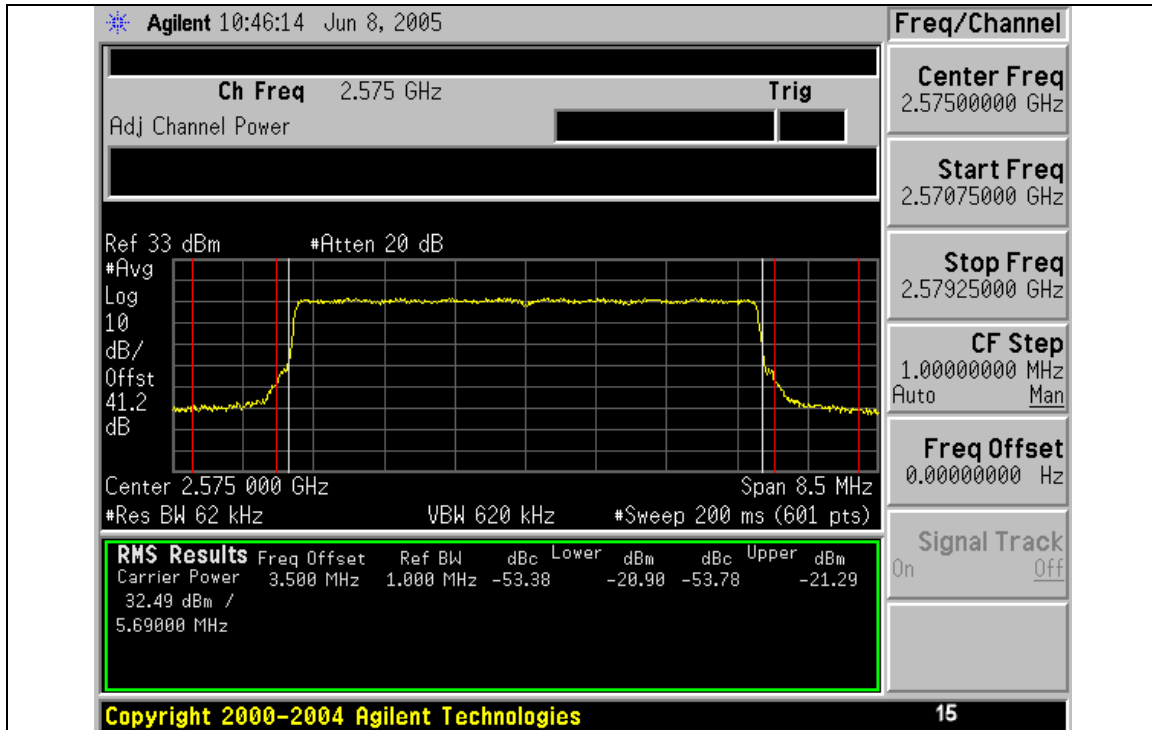 Agilent 10:46:14 Jun 8, 2005
Ch Freq 2.575 GHz Trig
Adj Channel Power
Ref 33 dBm #Atten 20 dB
#Avg
Log
10
dB/
Offst
41.2
dB
Center 2.575 000 GHz Span 8.5 MHz
#Res BW 62 kHz VBW 620 kHz #Sweep 200 ms (601 pts)
RMS Results Freq Offset Ref BW dBc Lower dBm dBc Upper dBm
Carrier Power 3.500 MHz 1.000 MHz -53.38 -20.90 -53.78 -21.29
32.49 dBm /
5.69000 MHz
Copyright 2000-2004 Agilent Technologies
Freq/Channel
Center Freq
2.57500000 GHz
Start Freq
2.57075000 GHz
Stop Freq
2.57925000 GHz
CF Step
1.00000000 MHz
Auto Man
Freq Offset
0.00000000 Hz
Signal Track
On Off
15